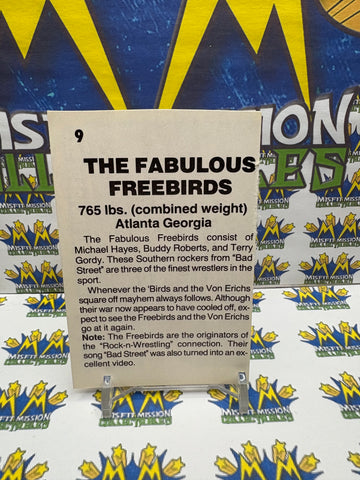 9
THE FABULOUS
FREEBIRDS
765 lbs. (combined weight)
Atlanta Georgia
The Fabulous Freebirds consist of
Michael Hayes, Buddy Roberts, and Terry
Gordy. These Southern rockers from "Bad
Street" are three of the finest wrestlers in the
sport.
Whenever the 'Birds and the Von Erichs
square off mayhem always follows. Although
their war now appears to have cooled off, ex-
pect to see the Freebirds and the Von Erichs
go at it again.
Note: The Freebirds are the originators of
the "Rock-n-Wrestling" connection. Their
song "Bad Street" was also turned into an ex-
cellent video.
MISFIT MISSION
COLLECTIBLES